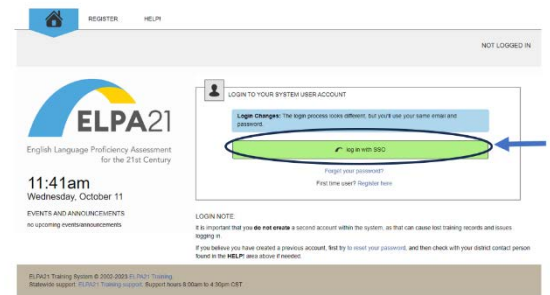 REGISTER HELP!
NOT LOGGED IN
ELPA21
English Language Proficiency Assessment
for the 21st Century
11:41am
Wednesday, October 11
EVENTS AND ANNOUNCEMENTS
no upcoming events/announcements
LOGIN TO YOUR SYSTEM USER ACCOUNT
Login Changes: The login process looks different, but you'll use your same email and
password.
log in with SSO
Forgot your password?
First time user? Register here
LOGIN NOTE
It is important that you do not create a second account within the system, as that can cause lost training records and issues
logging in.
If you believe you have created a previous account, first try to reset your password, and then check with your district contact person
found in the HELP! area above if needed.
ELPA21 Training System © 2002-2023 ELPA21 Training.
Statewide support: ELPA21 Training support. Support hours 8:00am to 4:30pm CST